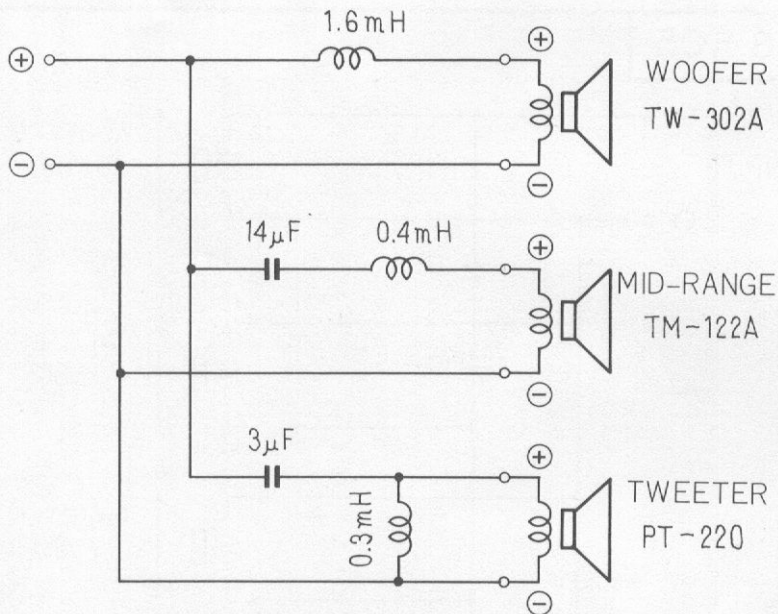 1.6mH
⊕
⊕
WOOFER
TW-302A
⊖
⊖
14μF
0.4mH
⊕
MID-RANGE
TM-122A
⊖
3μF
⊕
0.3mH
TWEETER
PT-220
⊖